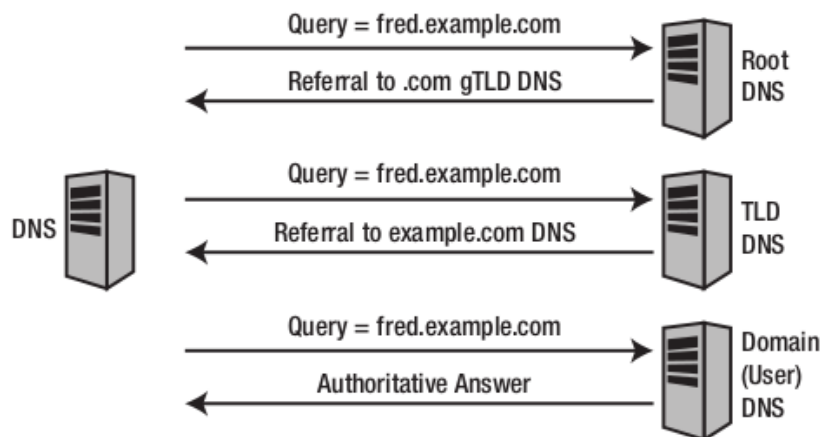 Query = fred.example.com
Root
DNS
Referral to .com gTLD DNS
Query = fred.example.com
DNS
TLD
DNS
Referral to example.com DNS
Query = fred.example.com
Domain
(User)
DNS
Authoritative Answer